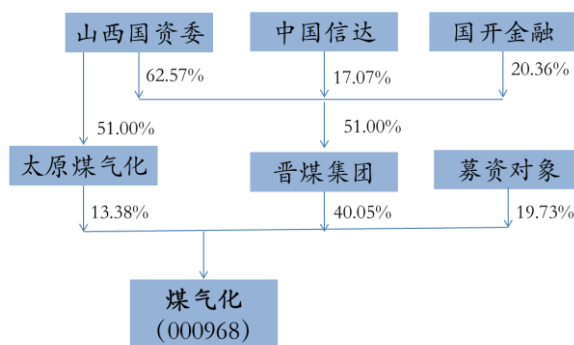 山西国资委
中国信达
国开金融
62.57%
17.07%
20.36%
51.00%
51.00%
太原煤气化
晋煤集团
募资对象
13.38%
40.05%
19.73%
煤气化
(000968)